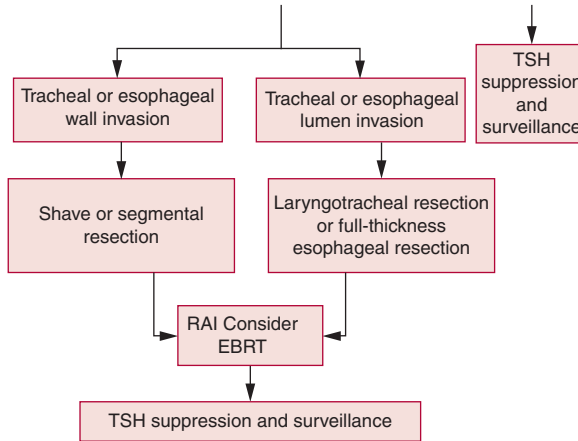 TSH
suppression
and
surveillance
Tracheal or esophageal
wall invasion
Tracheal or esophageal
lumen invasion
Shave or segmental
resection
Laryngotracheal resection
or full-thickness
esophageal resection
RAI Consider
EBRT
TSH suppression and surveillance